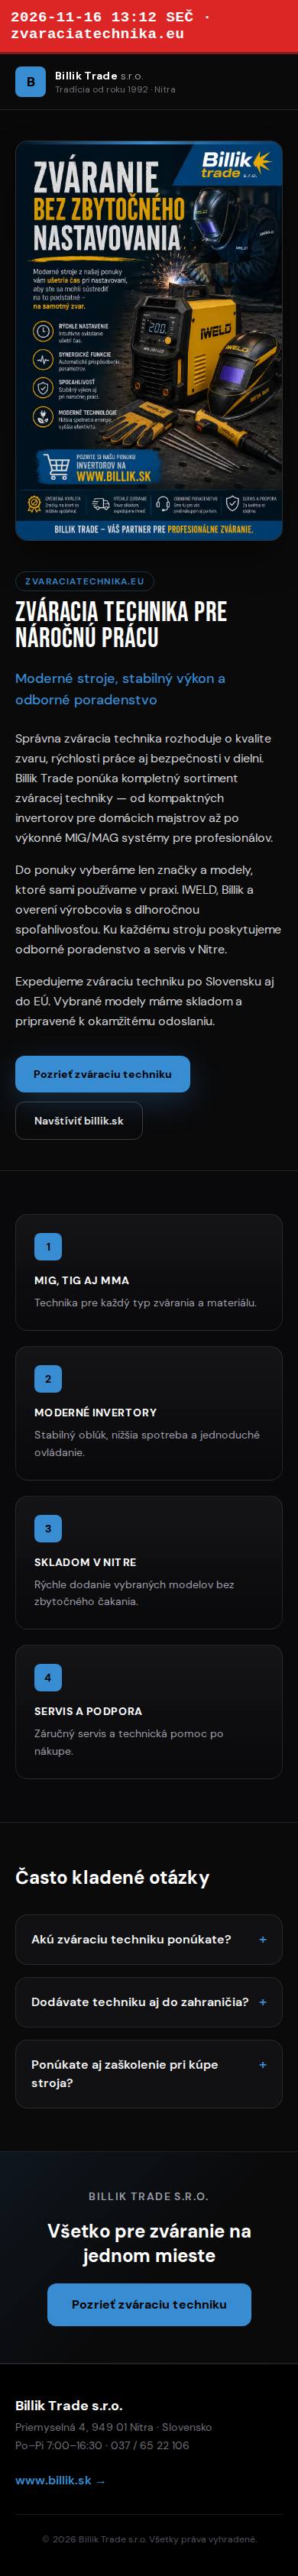 2026-11-16 13:12 SEČ ·
zvaraciatechnika.eu
B
Billik Trade s.r.o.
Tradícia od roku 1992 · Nitra
ZVÁRANIE
BEZ ZBYTOČNÉHO
NASTAVOVANIA
Billik
trade s.r.o.
Moderné stroje z našej ponuky
vám ušetria čas pri nastavovaní,
aby ste sa mohli sústrediť
na to podstatné –
na samotný zvar.
RÝCHLE NASTAVENIE
SYNERGICKÉ FUNKCIE
SPOĽAHLIVOSŤ
MODERNÉ TECHNOLÓGIE
IWELD
POZRITE SI NAŠU PONUKU
INVERTOROV NA
WWW.BILLIK.SK
BILLIK TRADE – VÁŠ PARTNER PRE PROFESIONÁLNE ZVÁRANIE.
ZVARACIATECHNIKA.EU
ZVÁRACIA TECHNIKA PRE
NÁROČNÚ PRÁCU
Moderné stroje, stabilný výkon a
odborné poradenstvo
Správna zváracia technika rozhoduje o kvalite
zvaru, rýchlosti práce aj bezpečnosti v dielni.
Billik Trade ponúka kompletný sortiment
zváracej techniky — od kompaktných
invertorov pre domácich majstrov až po
výkonné MIG/MAG systémy pre profesionálov.
Do ponuky vyberáme len značky a modely,
ktoré sami používame v praxi. IWELD, Billik a
overení výrobcovia s dlhoročnou
spoľahlivosťou. Ku každému stroju poskytujeme
odborné poradenstvo a servis v Nitre.
Expedujeme zváraciu techniku po Slovensku aj
do EÚ. Vybrané modely máme skladom a
pripravené k okamžitému odoslaniu.
Pozrieť zváraciu techniku
Navštíviť billik.sk
1
MIG, TIG AJ MMA
Technika pre každý typ zvárania a materiálu.
2
MODERNÉ INVERTORY
Stabilný oblúk, nižšia spotreba a jednoduché
ovládanie.
3
SKLADOM V NITRE
Rýchle dodanie vybraných modelov bez
zbytočného čakania.
4
SERVIS A PODPORA
Záručný servis a technická pomoc po
nákupe.
Často kladené otázky
Akú zváraciu techniku ponúkate? +
Dodávate techniku aj do zahraničia? +
Ponúkate aj zaškolenie pri kúpe +
stroja?
BILLIK TRADE S.R.O.
Všetko pre zváranie na
jednom mieste
Pozrieť zváraciu techniku
Billik Trade s.r.o.
Priemyselná 4, 949 01 Nitra · Slovensko
Po–Pi 7:00–16:30 · 037 / 65 22 106
www.billik.sk →
© 2026 Billik Trade s.r.o. Všetky práva vyhradené.